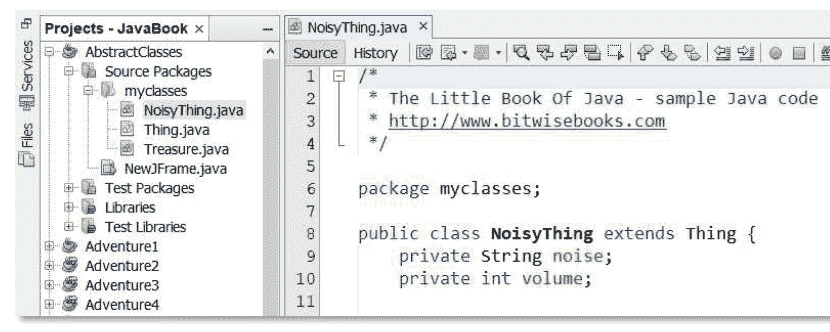 Services
Files
Projects - JavaBook ×
AbstractClasses
Source Packages
myclasses
NoisyThing.java
Thing.java
Treasure.java
NewJFrame.java
Test Packages
Libraries
Test Libraries
Adventure1
Adventure2
Adventure3
Adventure4
NoisyThing.java ×
Source History
1 /*
2 * The Little Book Of Java - sample Java code
3 * http://www.bitwisebooks.com
4 */
5
6 package myclasses;
7
8 public class NoisyThing extends Thing {
9 private String noise;
10 private int volume;
11